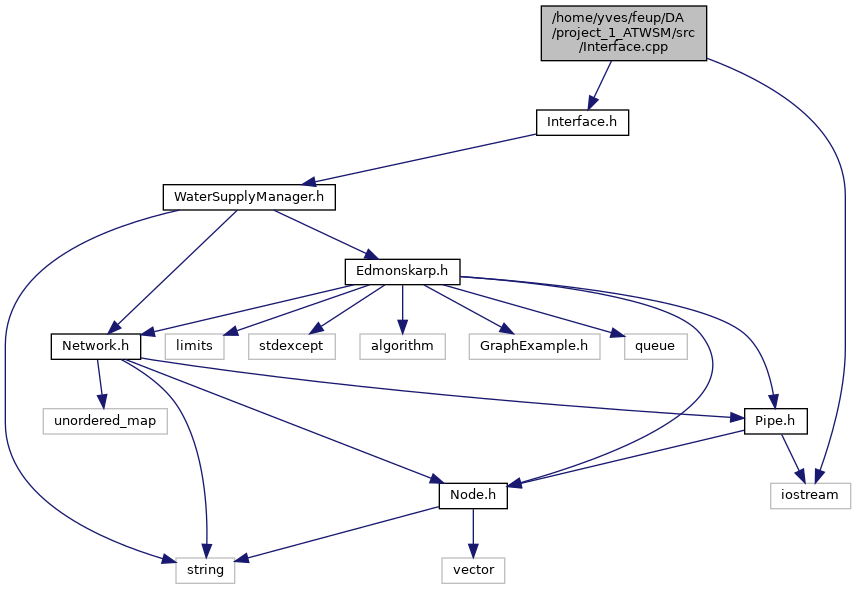 /home/yves/feup/DA
/project_1_ATWSM/src
/Interface.cpp
Interface.h
WaterSupplyManager.h
Edmonskarp.h
Network.h
limits
stdexcept
algorithm
GraphExample.h
queue
unordered_map
Pipe.h
Node.h
iostream
string
vector